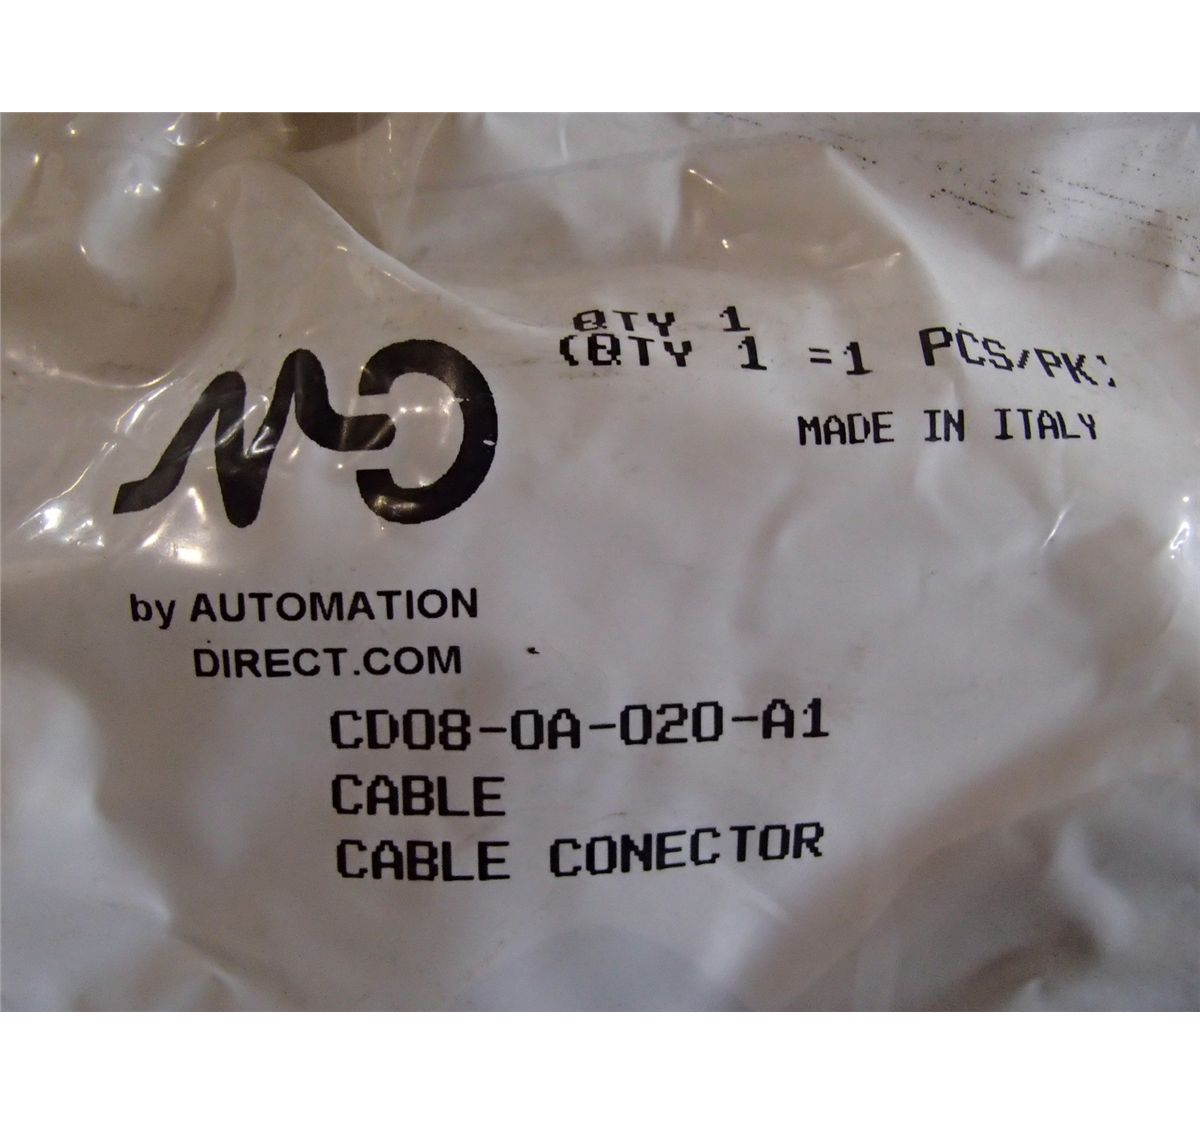 QTY 1
(QTY 1 =1 PCS/PK)
MADE IN ITALY
by AUTOMATION
DIRECT.COM
CD08-0A-020-A1
CABLE
CABLE CONECTOR